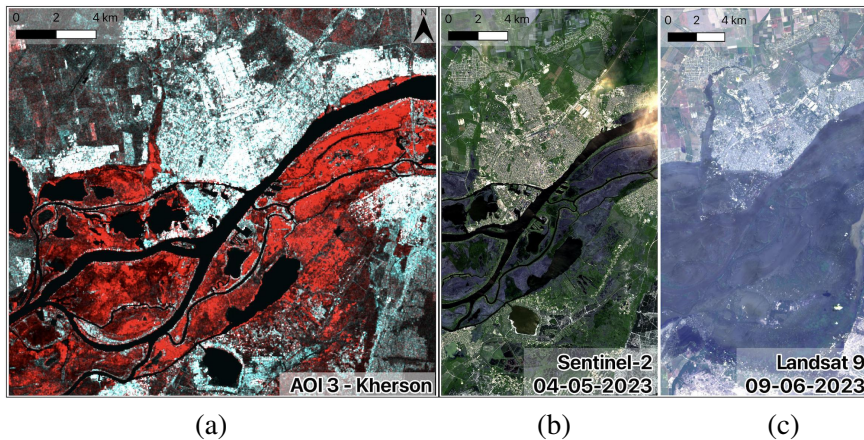 0 2 4 km
N
0 2 4 km
0 2 4 km
AOI 3 - Kherson
Sentinel-2
04-05-2023
Landsat 9
09-06-2023
(a) (b) (c)